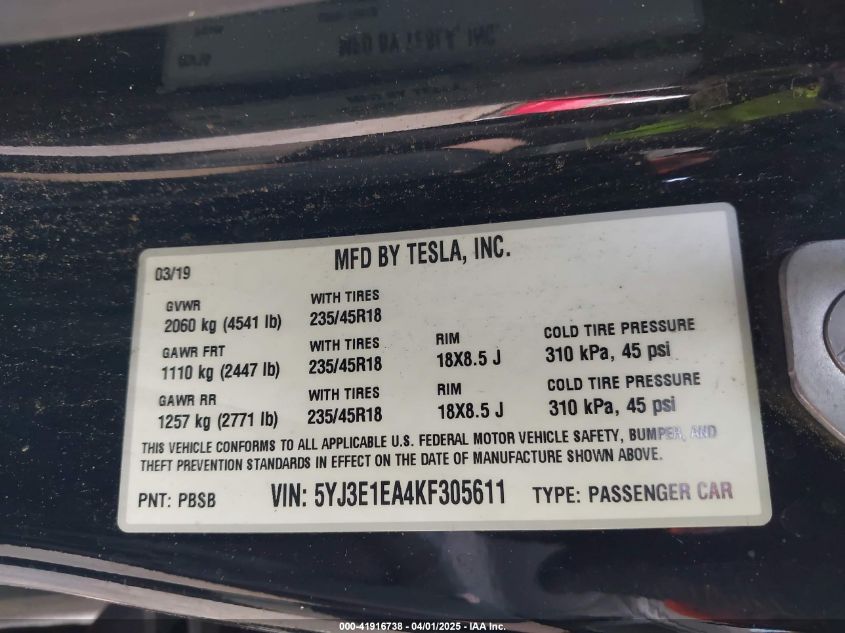 MFD BY TESLA, INC.
03/19
GVWR WITH TIRES
2060 kg (4541 lb) 235/45R18
GAWR FRT WITH TIRES RIM COLD TIRE PRESSURE
1110 kg (2447 lb) 235/45R18 18X8.5 J 310 kPa, 45 psi
GAWR RR WITH TIRES RIM COLD TIRE PRESSURE
1257 kg (2771 lb) 235/45R18 18X8.5 J 310 kPa, 45 psi
THIS VEHICLE CONFORMS TO ALL APPLICABLE U.S. FEDERAL MOTOR VEHICLE SAFETY, BUMPER, AND
THEFT PREVENTION STANDARDS IN EFFECT ON THE DATE OF MANUFACTURE SHOWN ABOVE.
PNT: PBSB VIN: 5YJ3E1EA4KF305611 TYPE: PASSENGER CAR
000-41916738 - 04/01/2025 - IAA Inc.